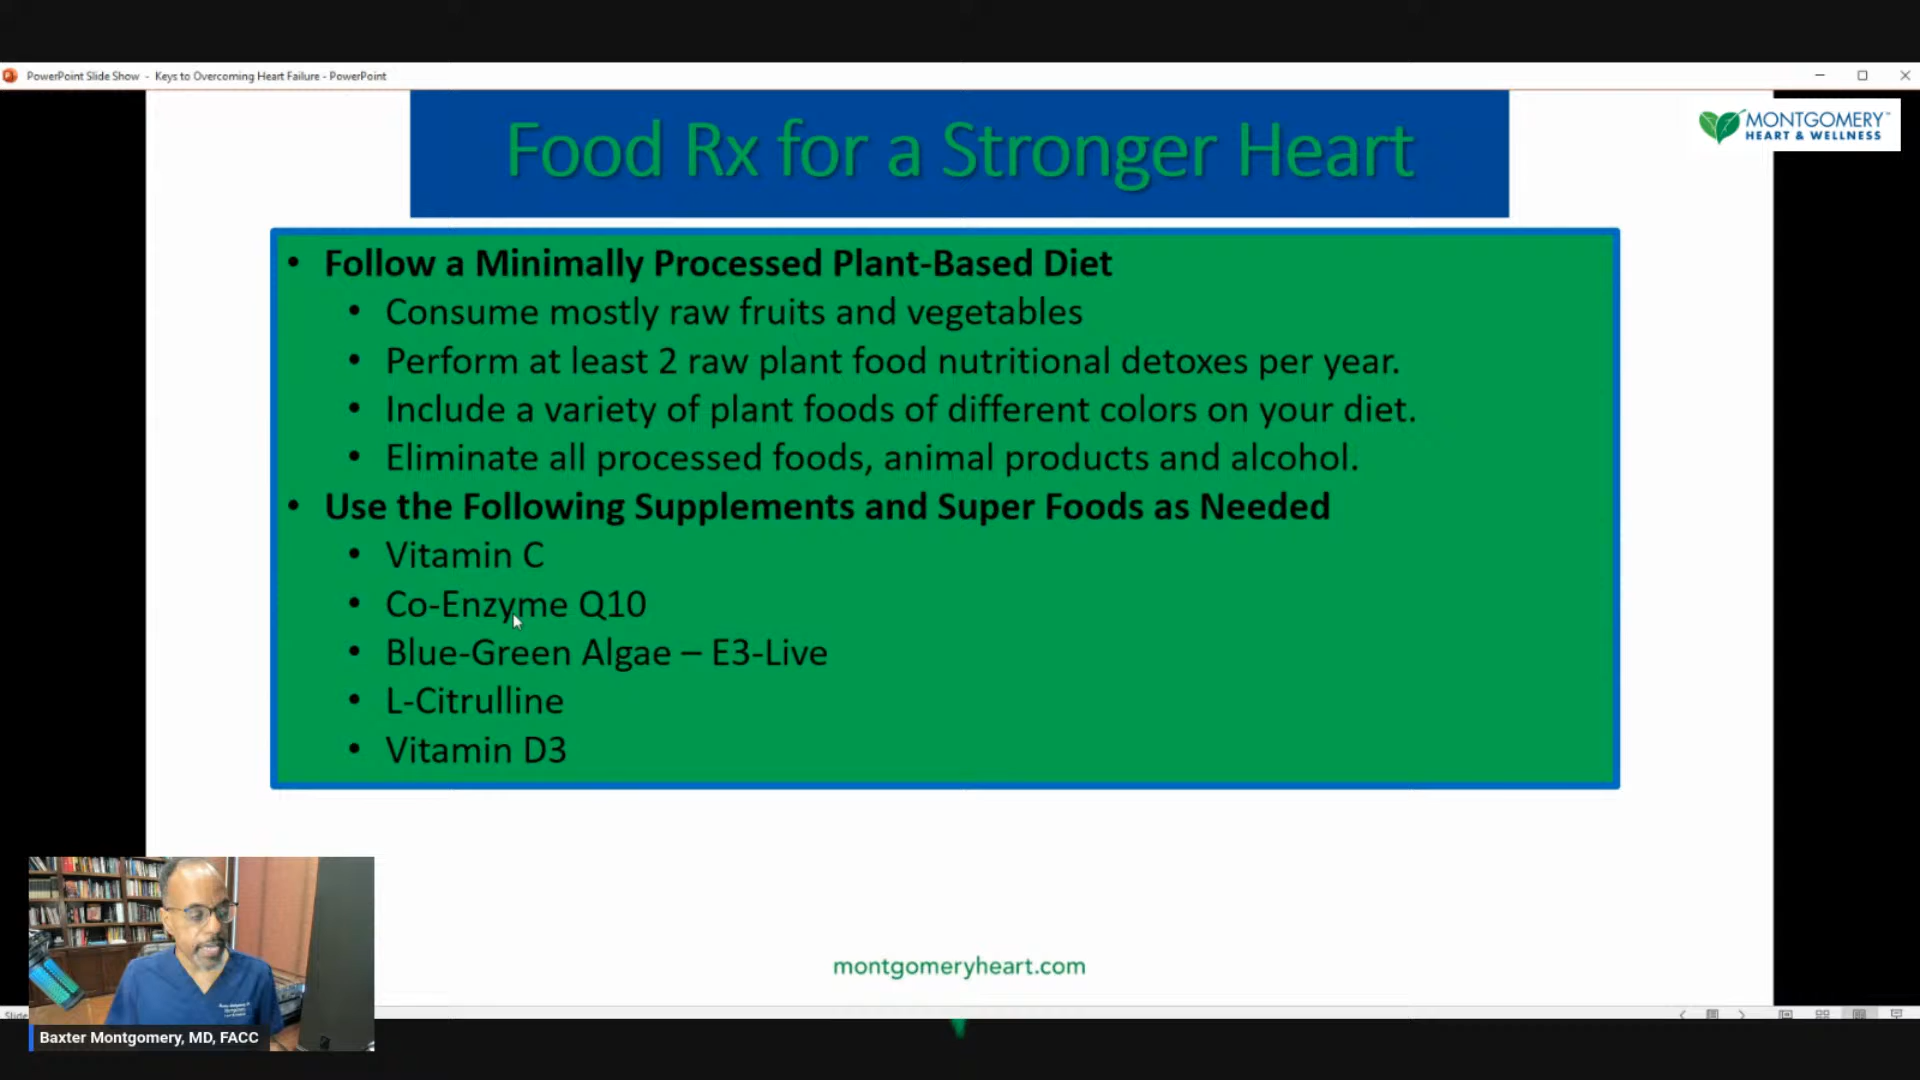 PowerPoint Slide Show - Keys to Overcoming Heart Failure - PowerPoint
Food Rx for a Stronger Heart
MONTGOMERY™
HEART & WELLNESS
• Follow a Minimally Processed Plant-Based Diet
• Consume mostly raw fruits and vegetables
• Perform at least 2 raw plant food nutritional detoxes per year.
• Include a variety of plant foods of different colors on your diet.
• Eliminate all processed foods, animal products and alcohol.
• Use the Following Supplements and Super Foods as Needed
• Vitamin C
• Co-Enzyme Q10
• Blue-Green Algae – E3-Live
• L-Citrulline
• Vitamin D3
montgomeryheart.com
Slide
Baxter Montgomery, MD, FACC